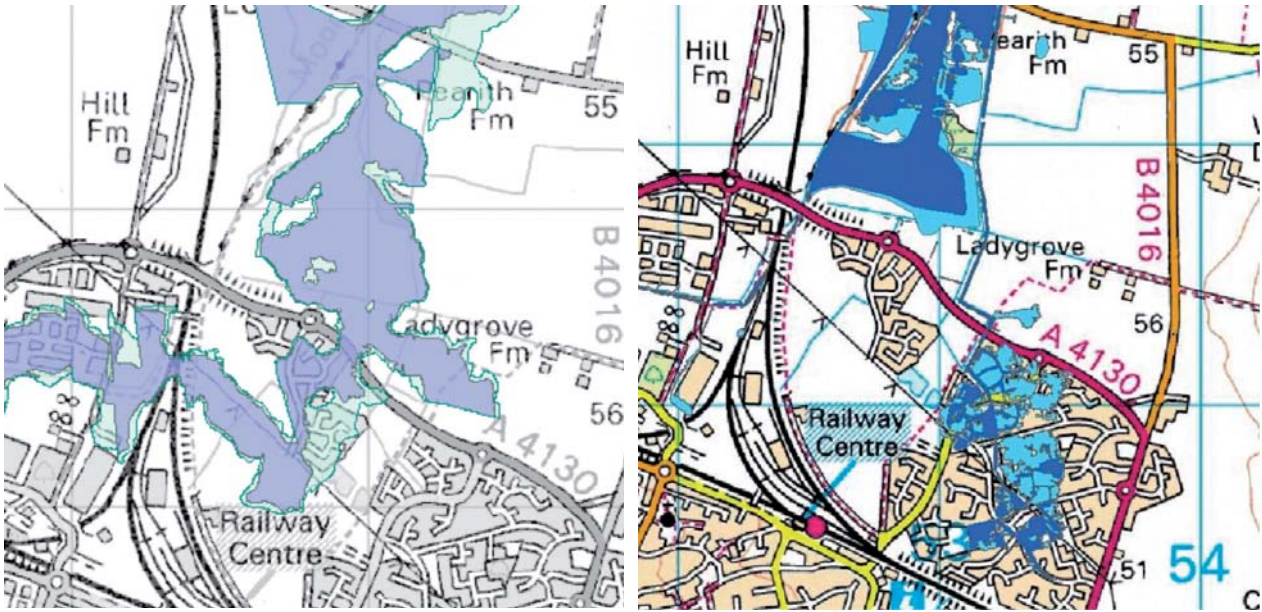 Hill
Fm
earith
Fm
55
B 4016
adygrove
Fm
56
A 4130
Railway
Centre
Hill
Fm
earith
Fm
55
B 4016
Ladygrove
Fm
56
A 4130
Railway
Centre
51
54